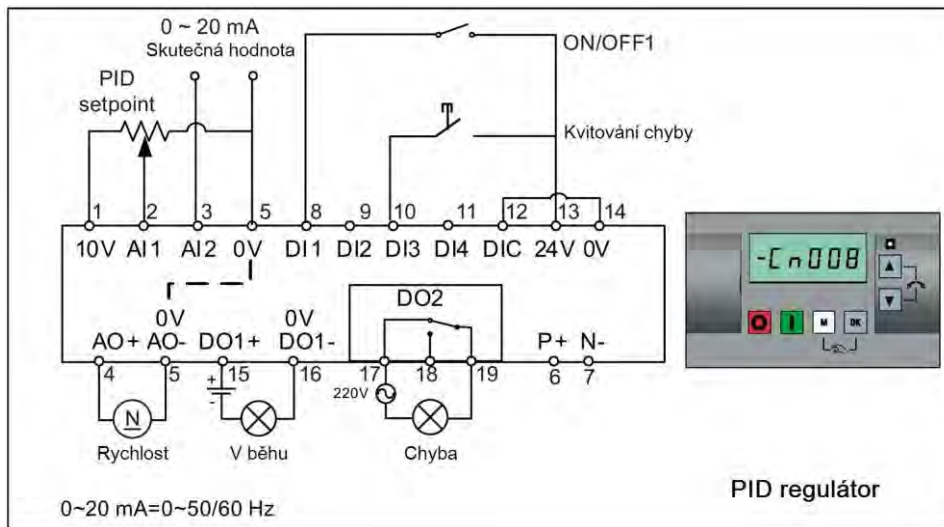 0 ~ 20 mA
Skutečná hodnota
ON/OFF1
PID
setpoint
Kvitování chyby
1 2 3 5 8 9 10 11 12 13 14
10V AI1 AI2 0V DI1 DI2 DI3 DI4 DIC 24V 0V
-Cn008
DO2
0V 0V
AO+ AO- DO1+ DO1- P+ N-
4 5 15 16 17 18 19 6 7
+
-
220V
N
M OK
Rychlost V běhu Chyba
PID regulátor
0~20 mA=0~50/60 Hz